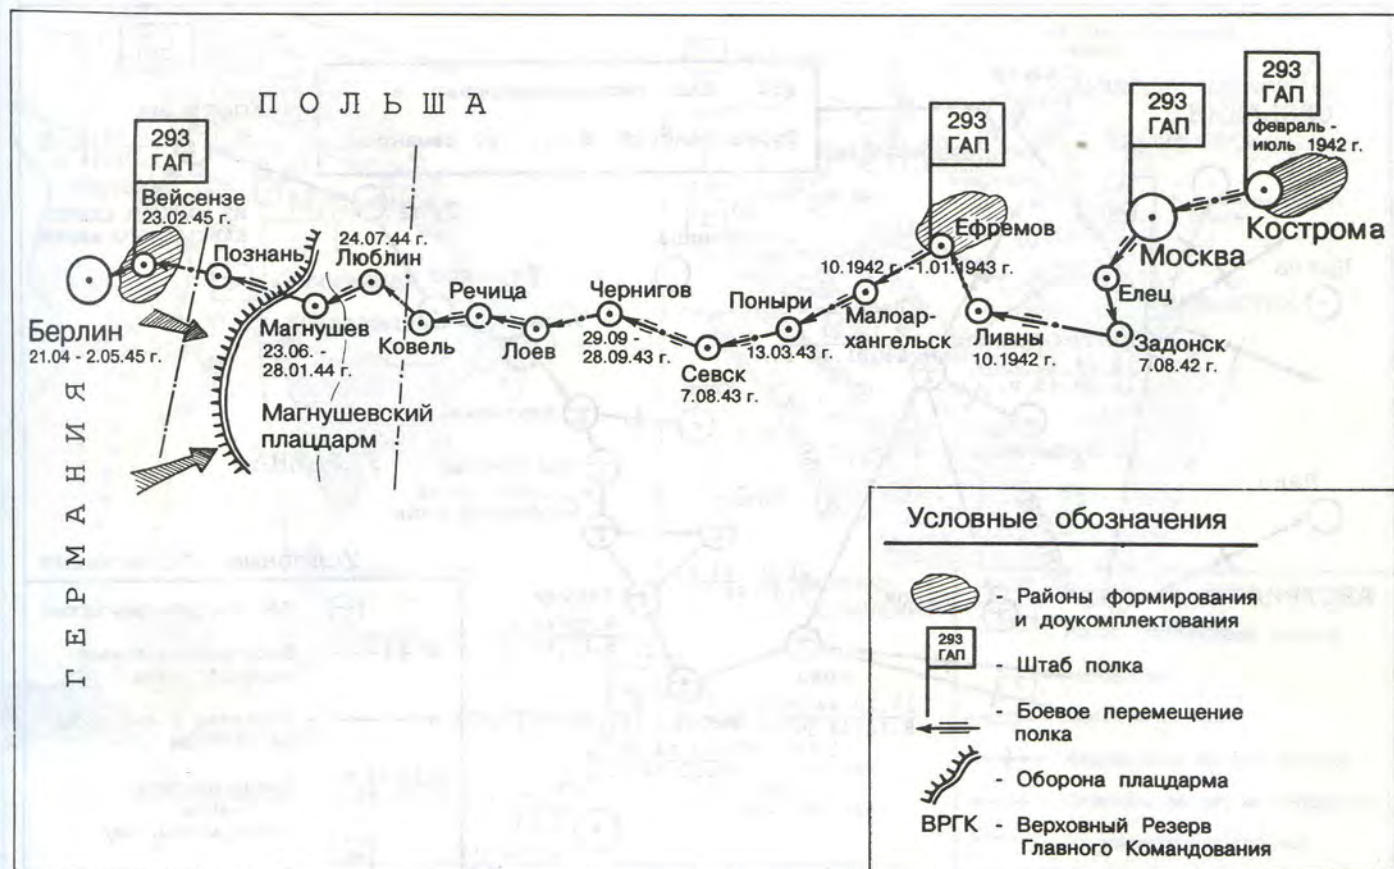 ПОЛЬША
293
ГАП
Вейсензе
23.02.45 г.
Познань
24.07.44 г.
Люблин
Берлин
21.04 - 2.05.45 г.
Магнушев
23.06. -
28.01.44 г.
Магнушевский
плацдарм
ГЕРМАНИЯ
Ковель
Речица
Лоев
Чернигов
29.09 -
28.09.43 г.
Севск
7.08.43 г.
Поныри
13.03.43 г.
10.1942 г. -1.01.1943 г.
Малоар-
хангельск
293
ГАП
Ефремов
Ливны
10.1942 г.
293
ГАП
Москва
Елец
Задонск
7.08.42 г.
293
ГАП
февраль -
июль 1942 г.
Кострома
Условные обозначения
- Районы формирования
и доукомплектования
293
ГАП
- Штаб полка
- Боевое перемещение
полка
- Оборона плацдарма
ВРГК - Верховный Резерв
Главного Командования